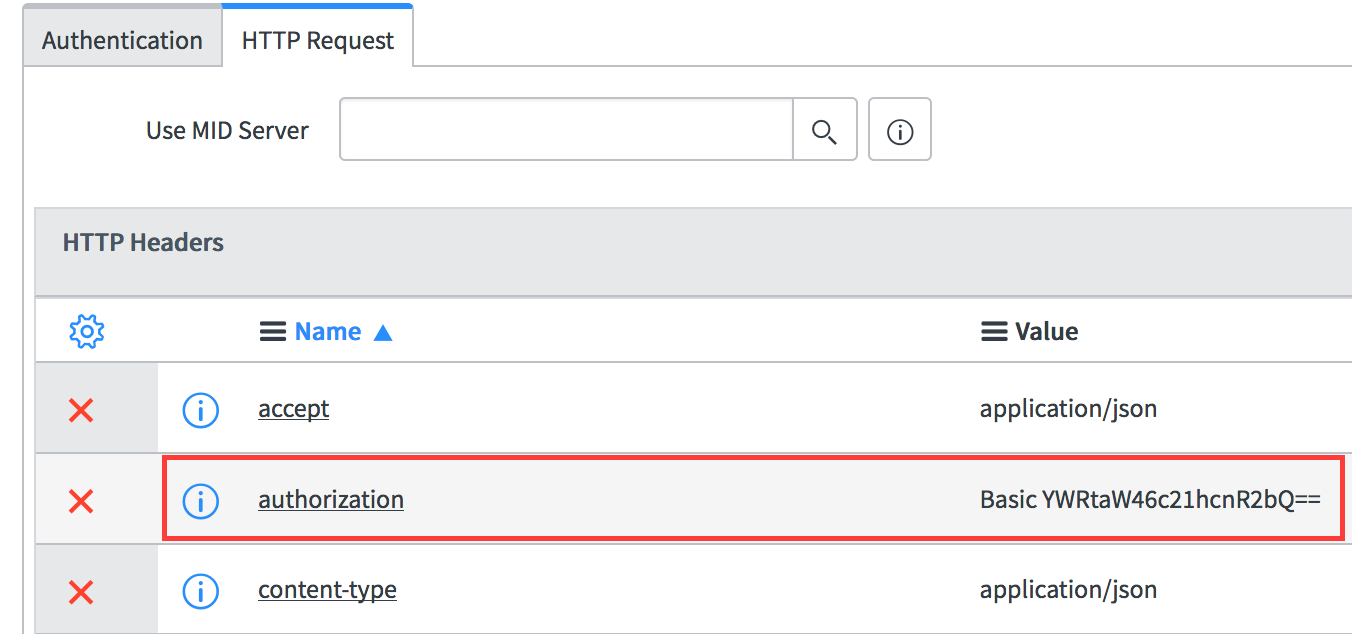 Authentication HTTP Request
Use MID Server
HTTP Headers
Name Value
accept application/json
authorization Basic YWRtaW46c21hcnR2bQ==
content-type application/json